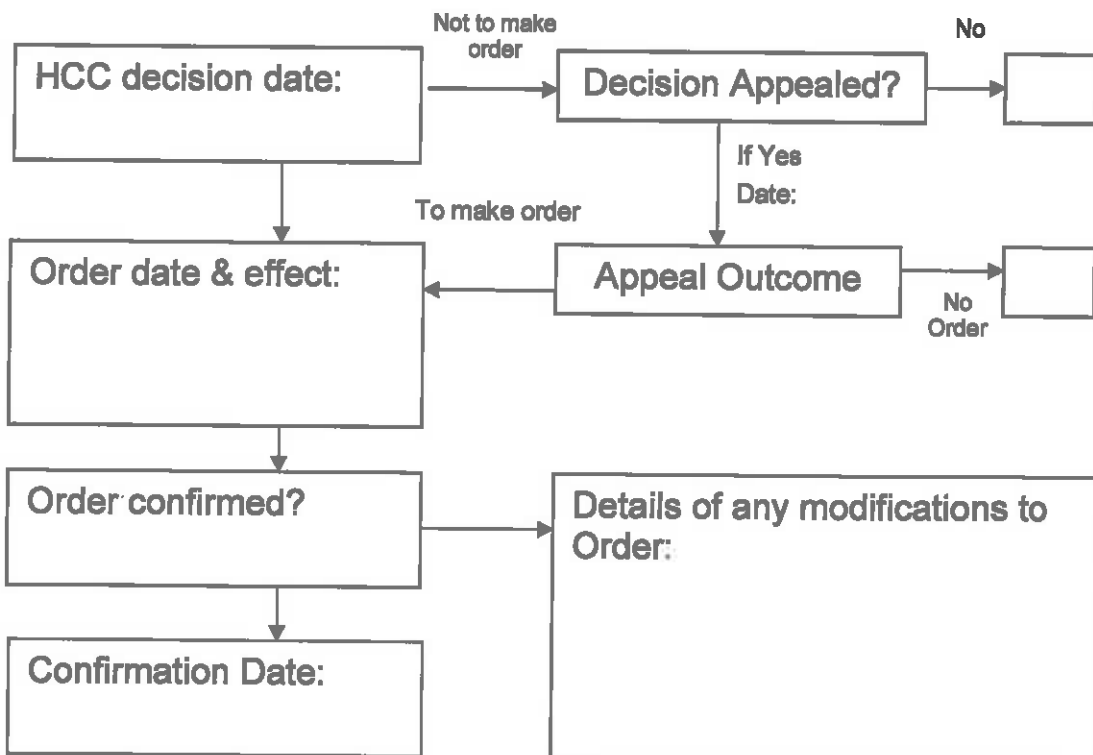 Not to make
order
No
HCC decision date:
Decision Appealed?
If Yes
Date:
To make order
Order date & effect:
Appeal Outcome
No
Order
Order confirmed?
Details of any modifications to
Order:
Confirmation Date: